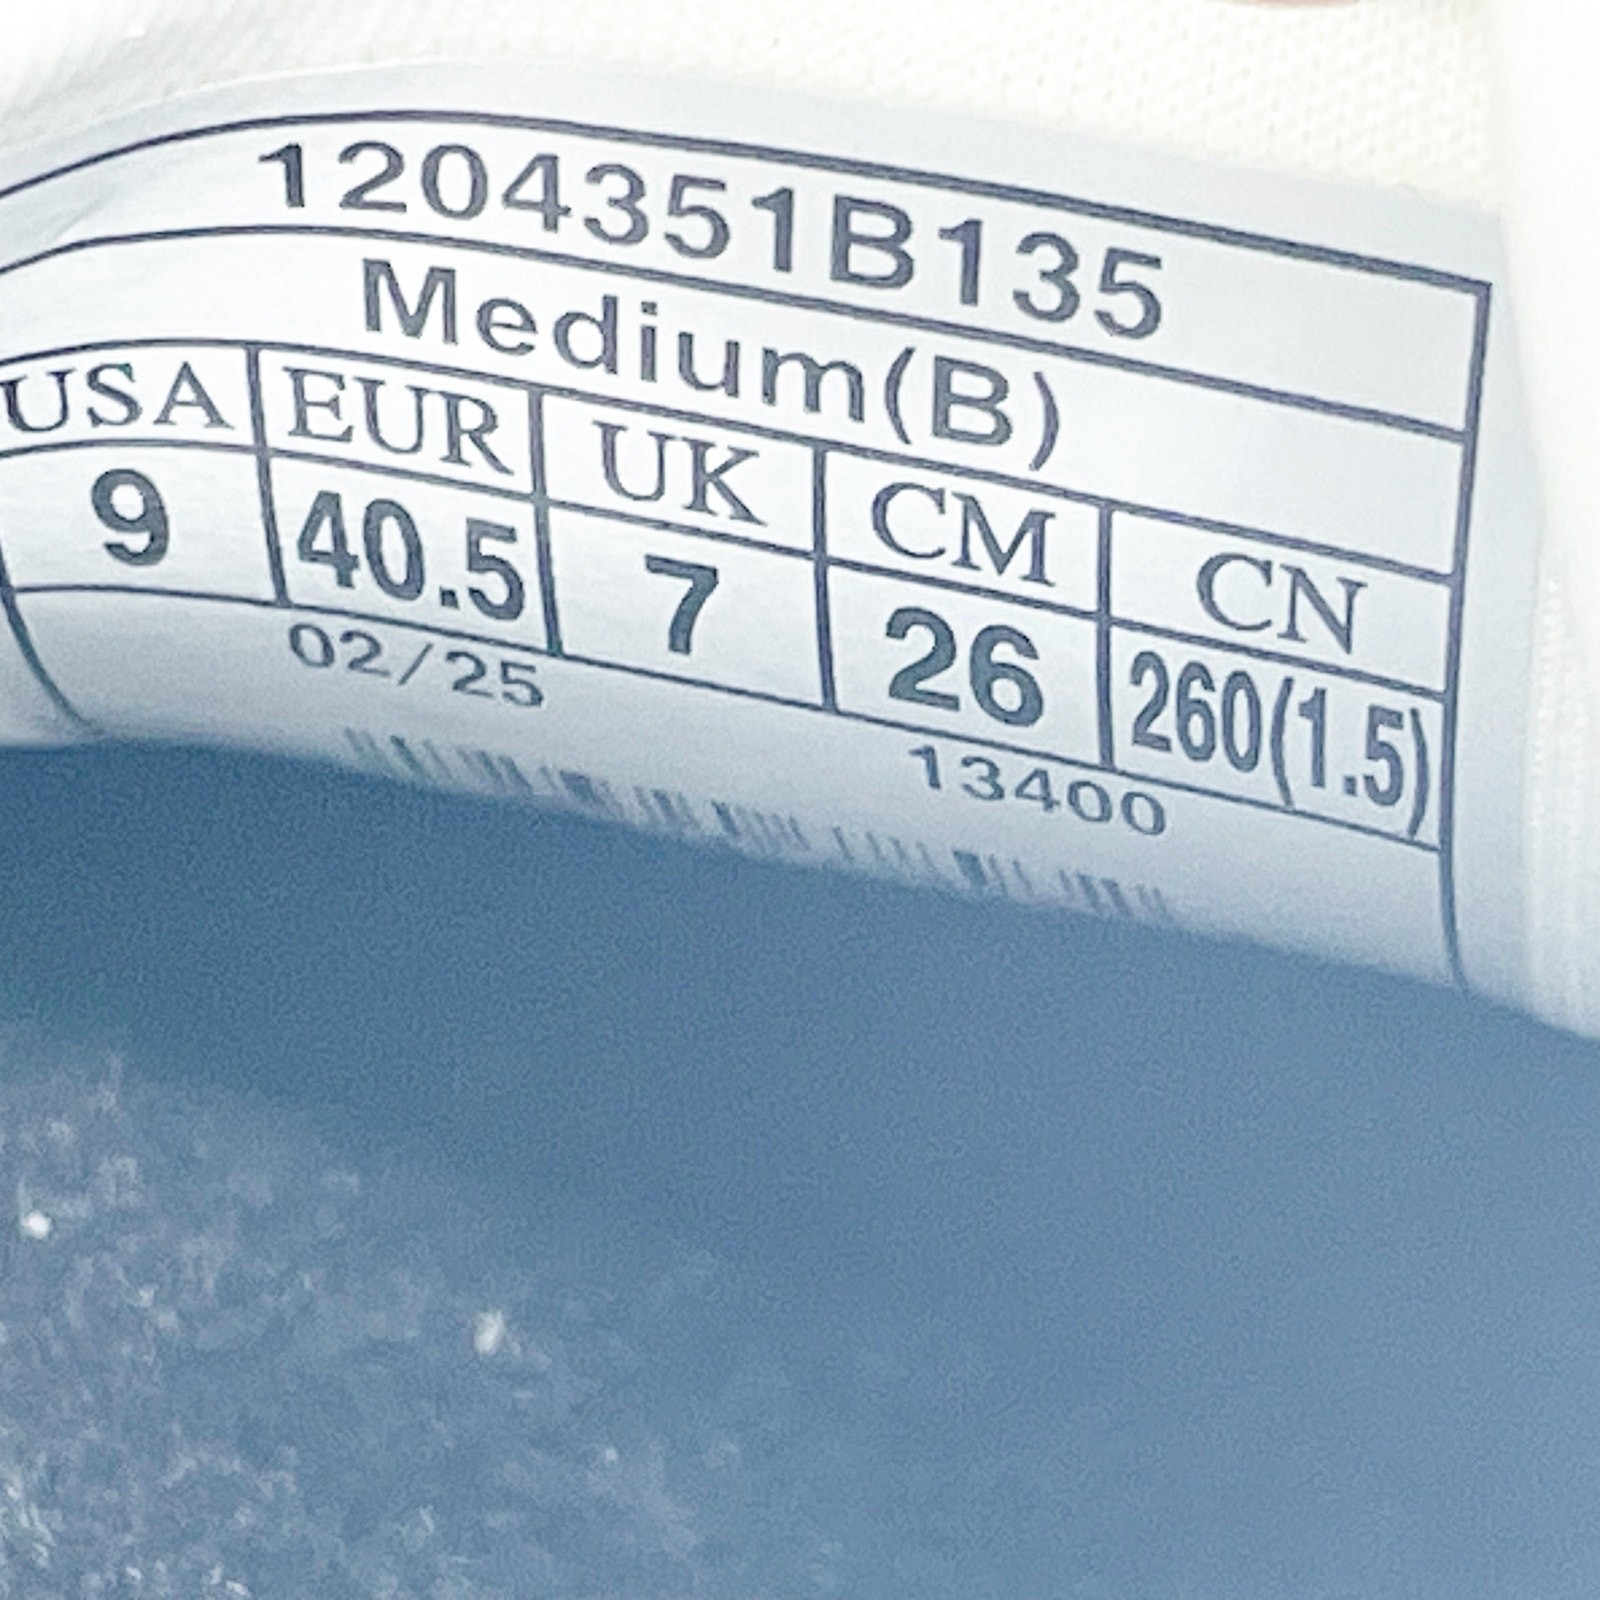 1204351B135
Medium(B)
USA EUR UK CM CN
9 40.5 7 26 260(1.5)
02/25 13400